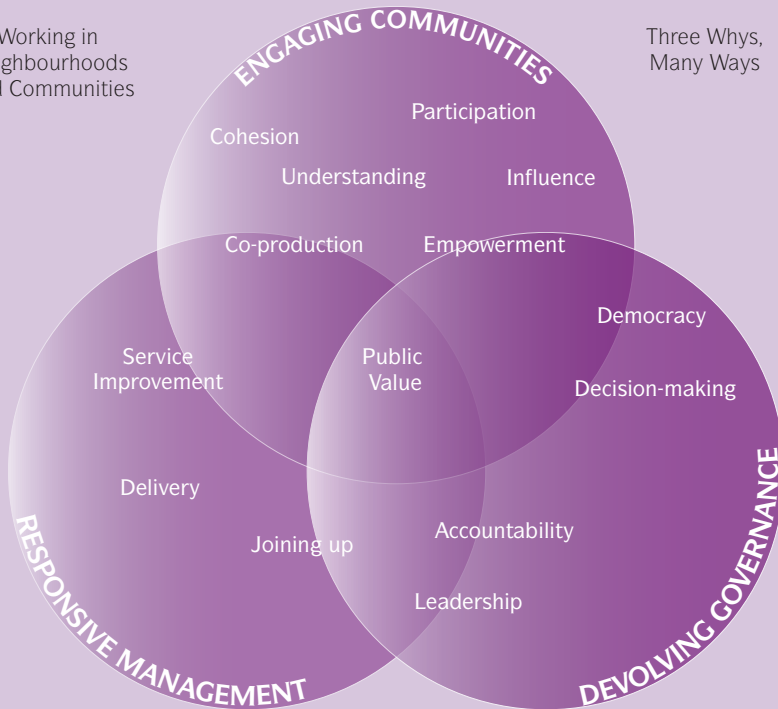 Working in
ghbourhoods
d Communities
Three Whys,
Many Ways
ENGAGING COMMUNITIES
Participation
Cohesion
Understanding
Influence
Co-production
Empowerment
Democracy
Service
Improvement
Public
Value
Decision-making
Delivery
Accountability
Joining up
Leadership
RESPONSIVE MANAGEMENT
DEVOLVING GOVERNANCE